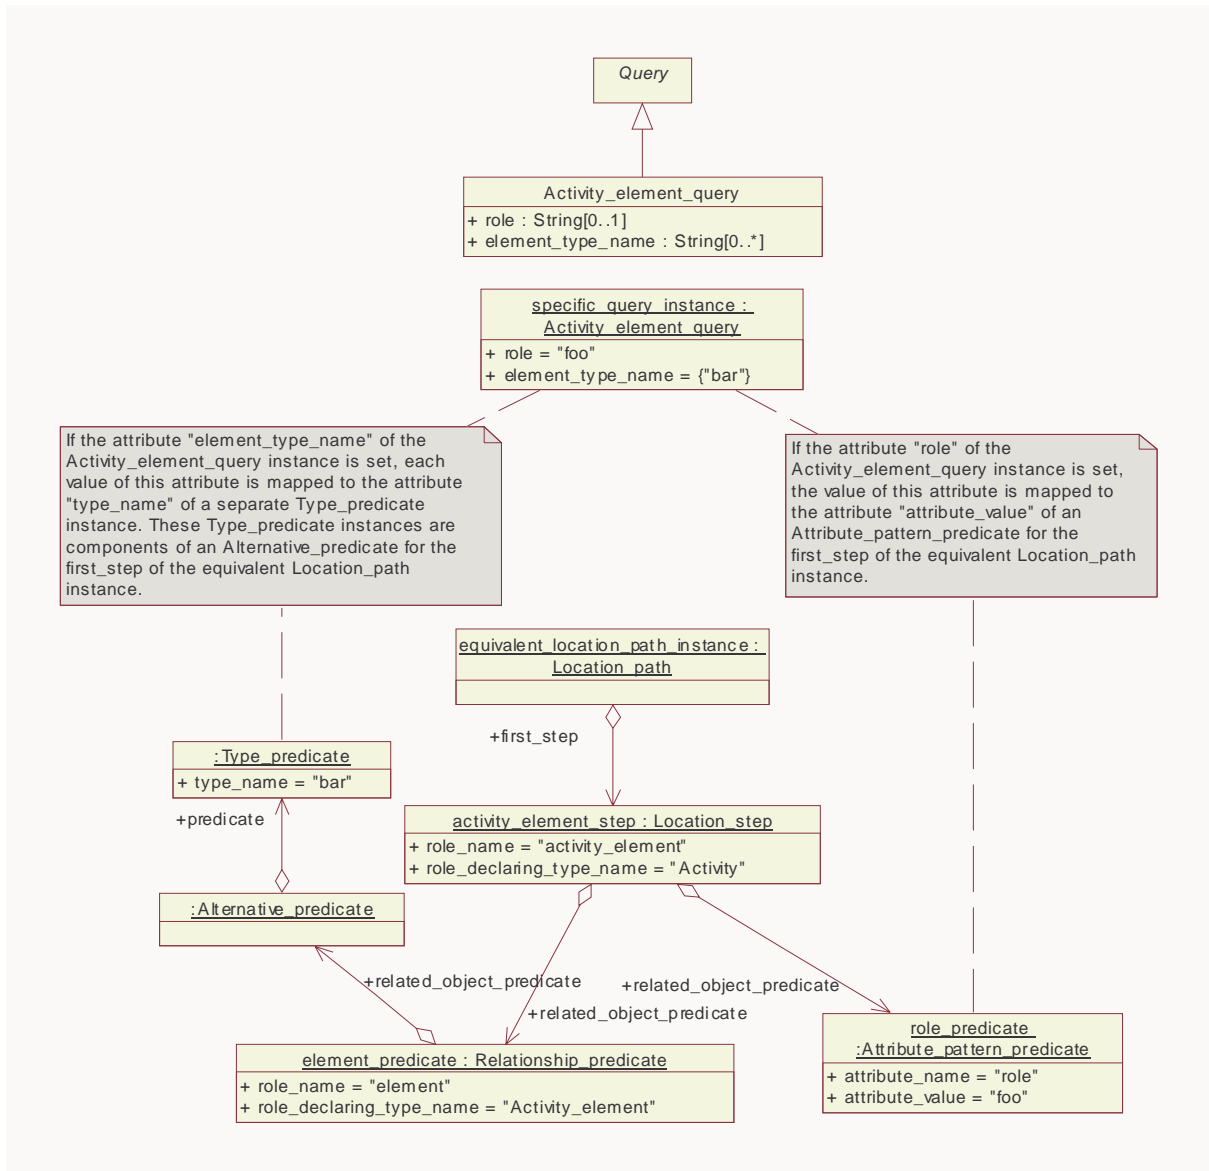 Query
Activity_element_query
+ role : String[0..1]
+ element_type_name : String[0..*]
specific_query_instance :
Activity_element_query
+ role = "foo"
+ element_type_name = {"bar"}
If the attribute "element_type_name" of the
Activity_element_query instance is set, each
value of this attribute is mapped to the attribute
"type_name" of a separate Type_predicate
instance. These Type_predicate instances are
components of an Alternative_predicate for the
first_step of the equivalent Location_path
instance.
If the attribute "role" of the
Activity_element_query instance is set,
the value of this attribute is mapped to
the attribute "attribute_value" of an
Attribute_pattern_predicate for the
first_step of the equivalent Location_path
instance.
equivalent_location_path_instance :
Location_path
+first_step
:Type_predicate
+ type_name = "bar"
+predicate
activity_element_step : Location_step
+ role_name = "activity_element"
+ role_declaring_type_name = "Activity"
:Alternative_predicate
+related_object_predicate
+related_object_predicate
+related_object_predicate
role_predicate
:Attribute_pattern_predicate
+ attribute_name = "role"
+ attribute_value = "foo"
element_predicate : Relationship_predicate
+ role_name = "element"
+ role_declaring_type_name = "Activity_element"